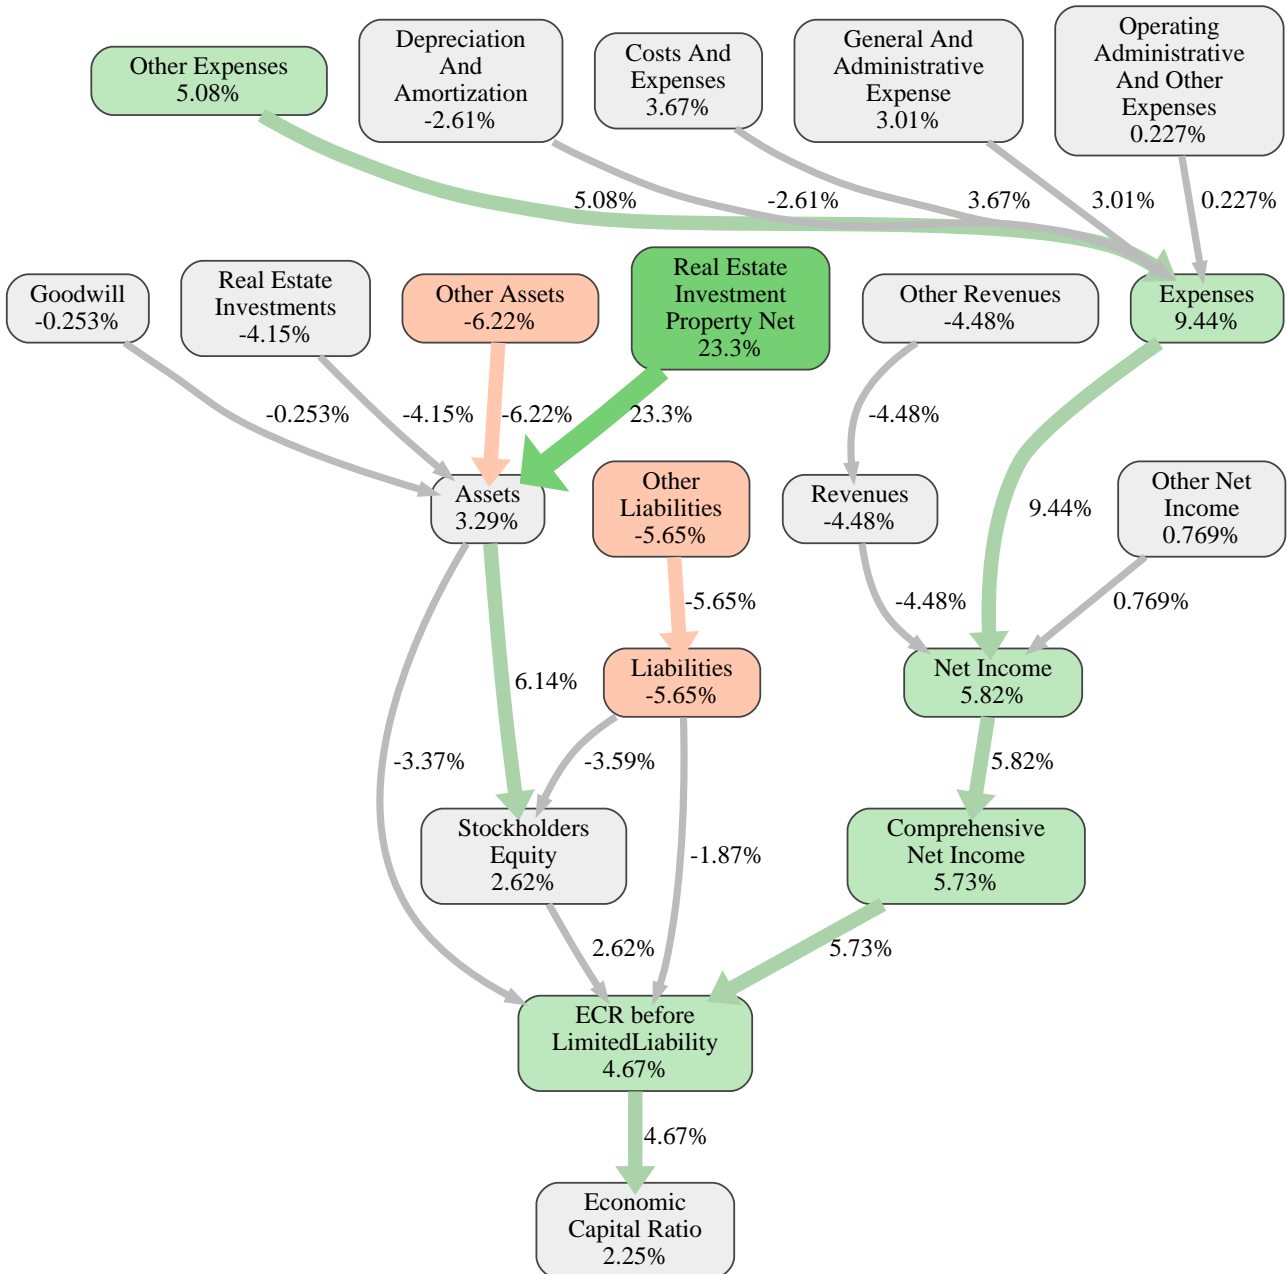 Other Expenses
5.08%
Depreciation
And
Amortization
-2.61%
Costs And
Expenses
3.67%
General And
Administrative
Expense
3.01%
Operating
Administrative
And Other
Expenses
0.227%
5.08%
-2.61%
3.67%
3.01%
0.227%
Goodwill
-0.253%
Real Estate
Investments
-4.15%
Other Assets
-6.22%
Real Estate
Investment
Property Net
23.3%
Other Revenues
-4.48%
Expenses
9.44%
-0.253%
-4.15%
-6.22%
23.3%
-4.48%
9.44%
Assets
3.29%
Other
Liabilities
-5.65%
Revenues
-4.48%
Other Net
Income
0.769%
-5.65%
-4.48%
0.769%
Liabilities
-5.65%
Net Income
5.82%
6.14%
-3.37%
-3.59%
-1.87%
5.82%
Stockholders
Equity
2.62%
Comprehensive
Net Income
5.73%
2.62%
5.73%
ECR before
LimitedLiability
4.67%
4.67%
Economic
Capital Ratio
2.25%